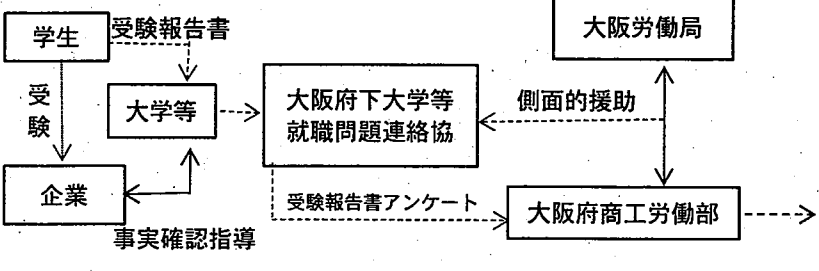 学生
受験報告書
大阪労働局
受験
大学等
大阪府下大学等
就職問題連絡協
側面的援助
企業
受験報告書アンケート
大阪府商工労働部
事実確認指導